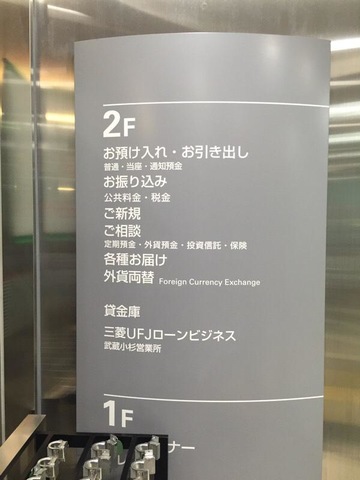 2F
お預け入れ・お引き出し
普通・当座・通知預金
お振り込み
公共料金・税金
ご新規
ご相談
定期預金・外貨預金・投資信託・保険
各種お届け
外貨両替 Foreign Currency Exchange
貸金庫
三菱UFJローンビジネス
武蔵小杉営業所
1F